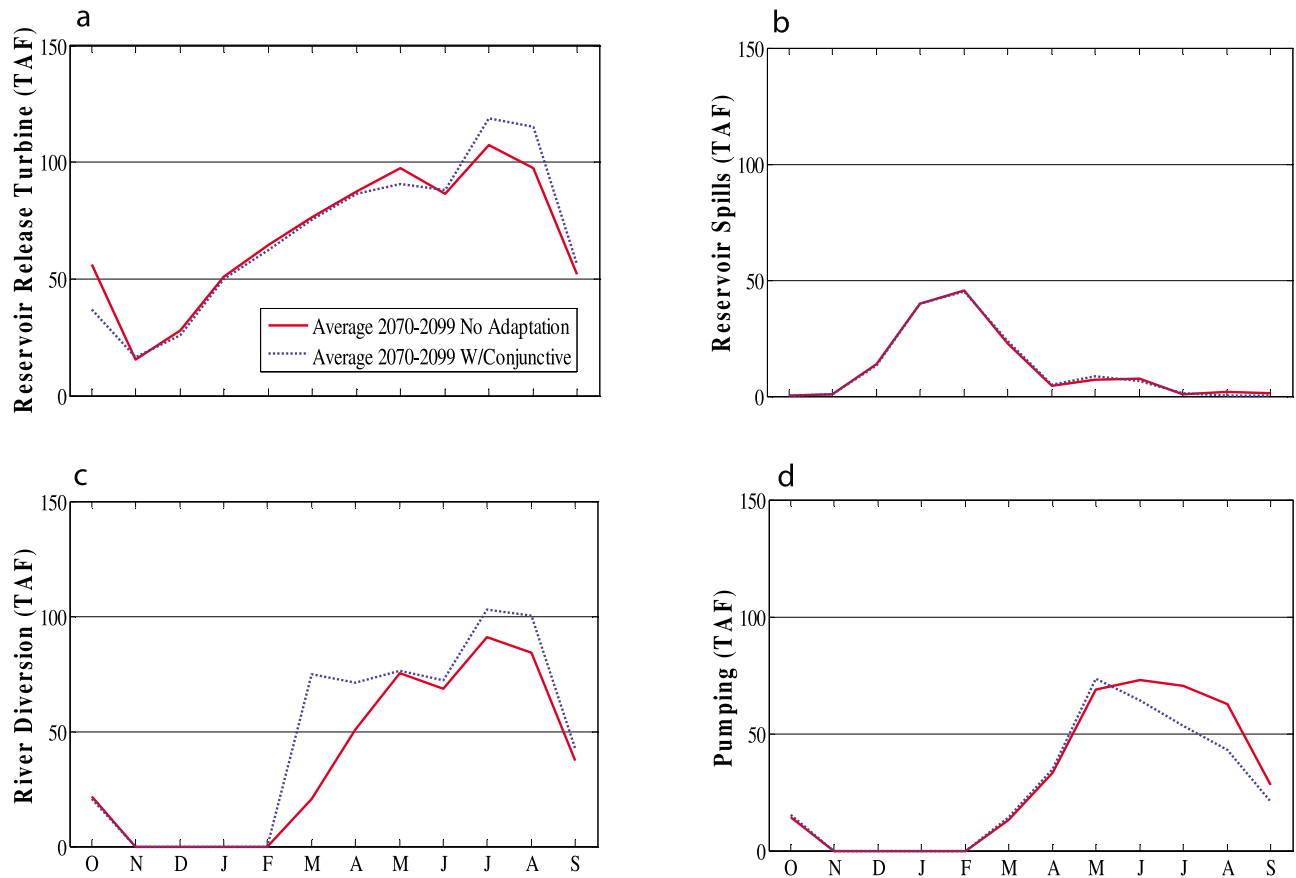 a
Reservoir Release Turbine (TAF)
150
100
50
0
Average 2070-2099 No Adaptation
Average 2070-2099 W/Conjunctive
b
Reservoir Spills (TAF)
150
100
50
0
c
River Diversion (TAF)
150
100
50
0
O N D J F M A M J J A S
d
Pumping (TAF)
150
100
50
0
O N D J F M A M J J A S